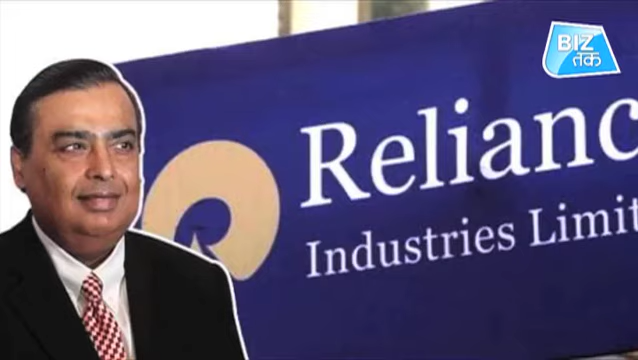 BIZ
तक
Relianc
Industries Limit